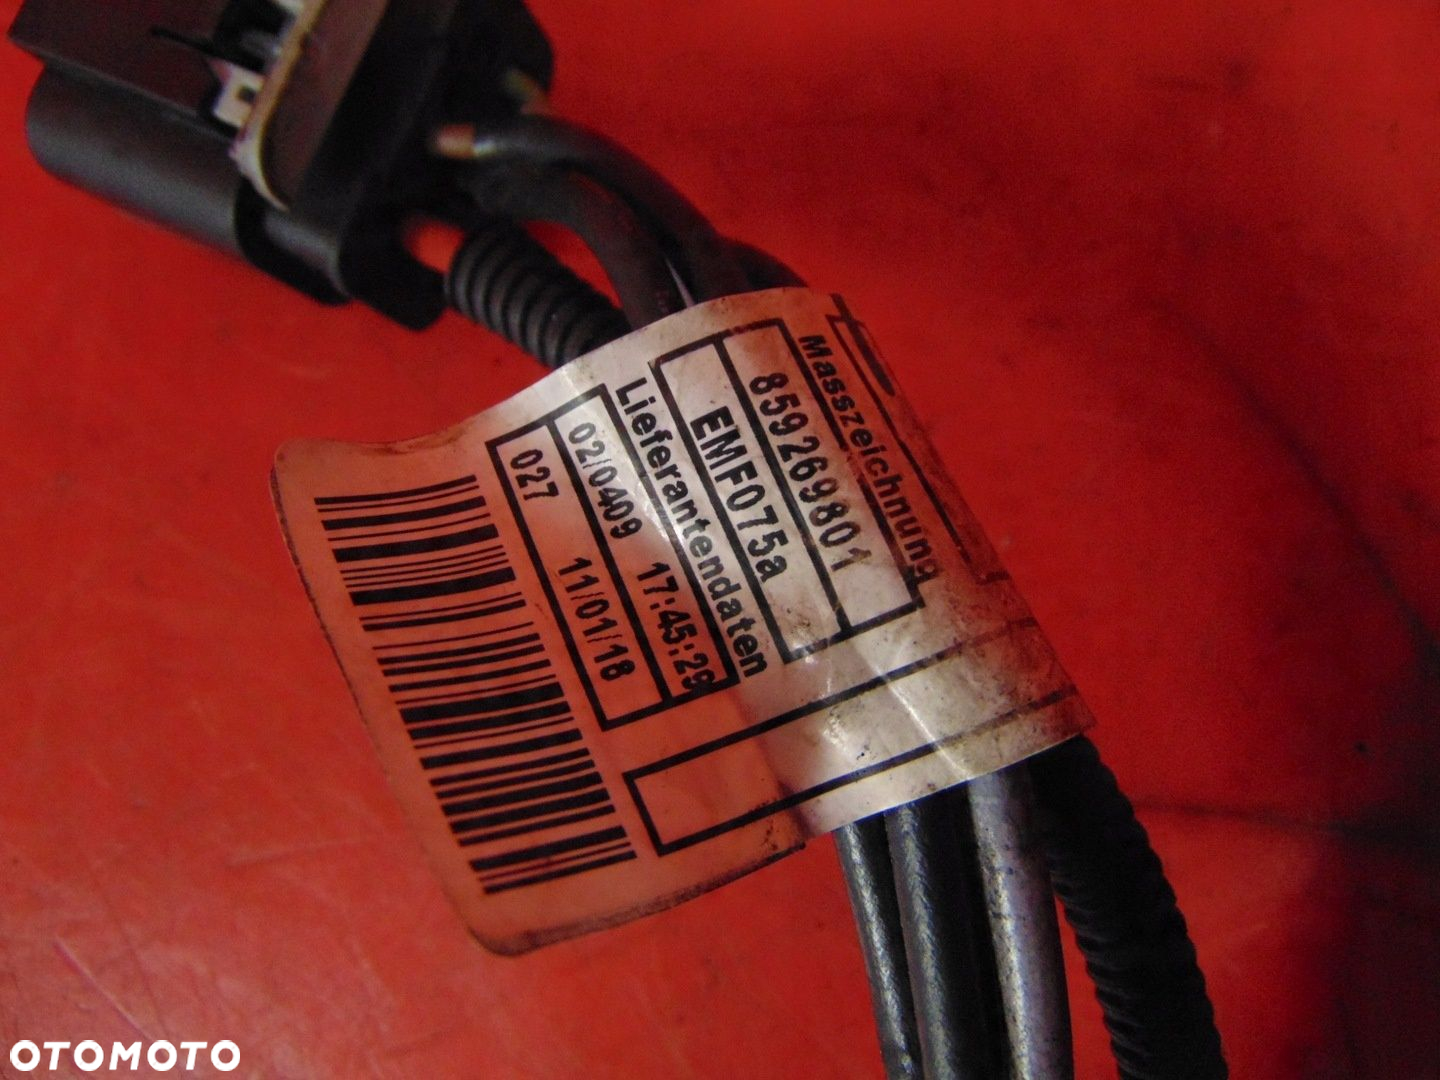 Masszeichnung
859269801
EMF075a
Lieferantendaten
02/0409 17:45:29
027 11/01/18
OTOMOTO